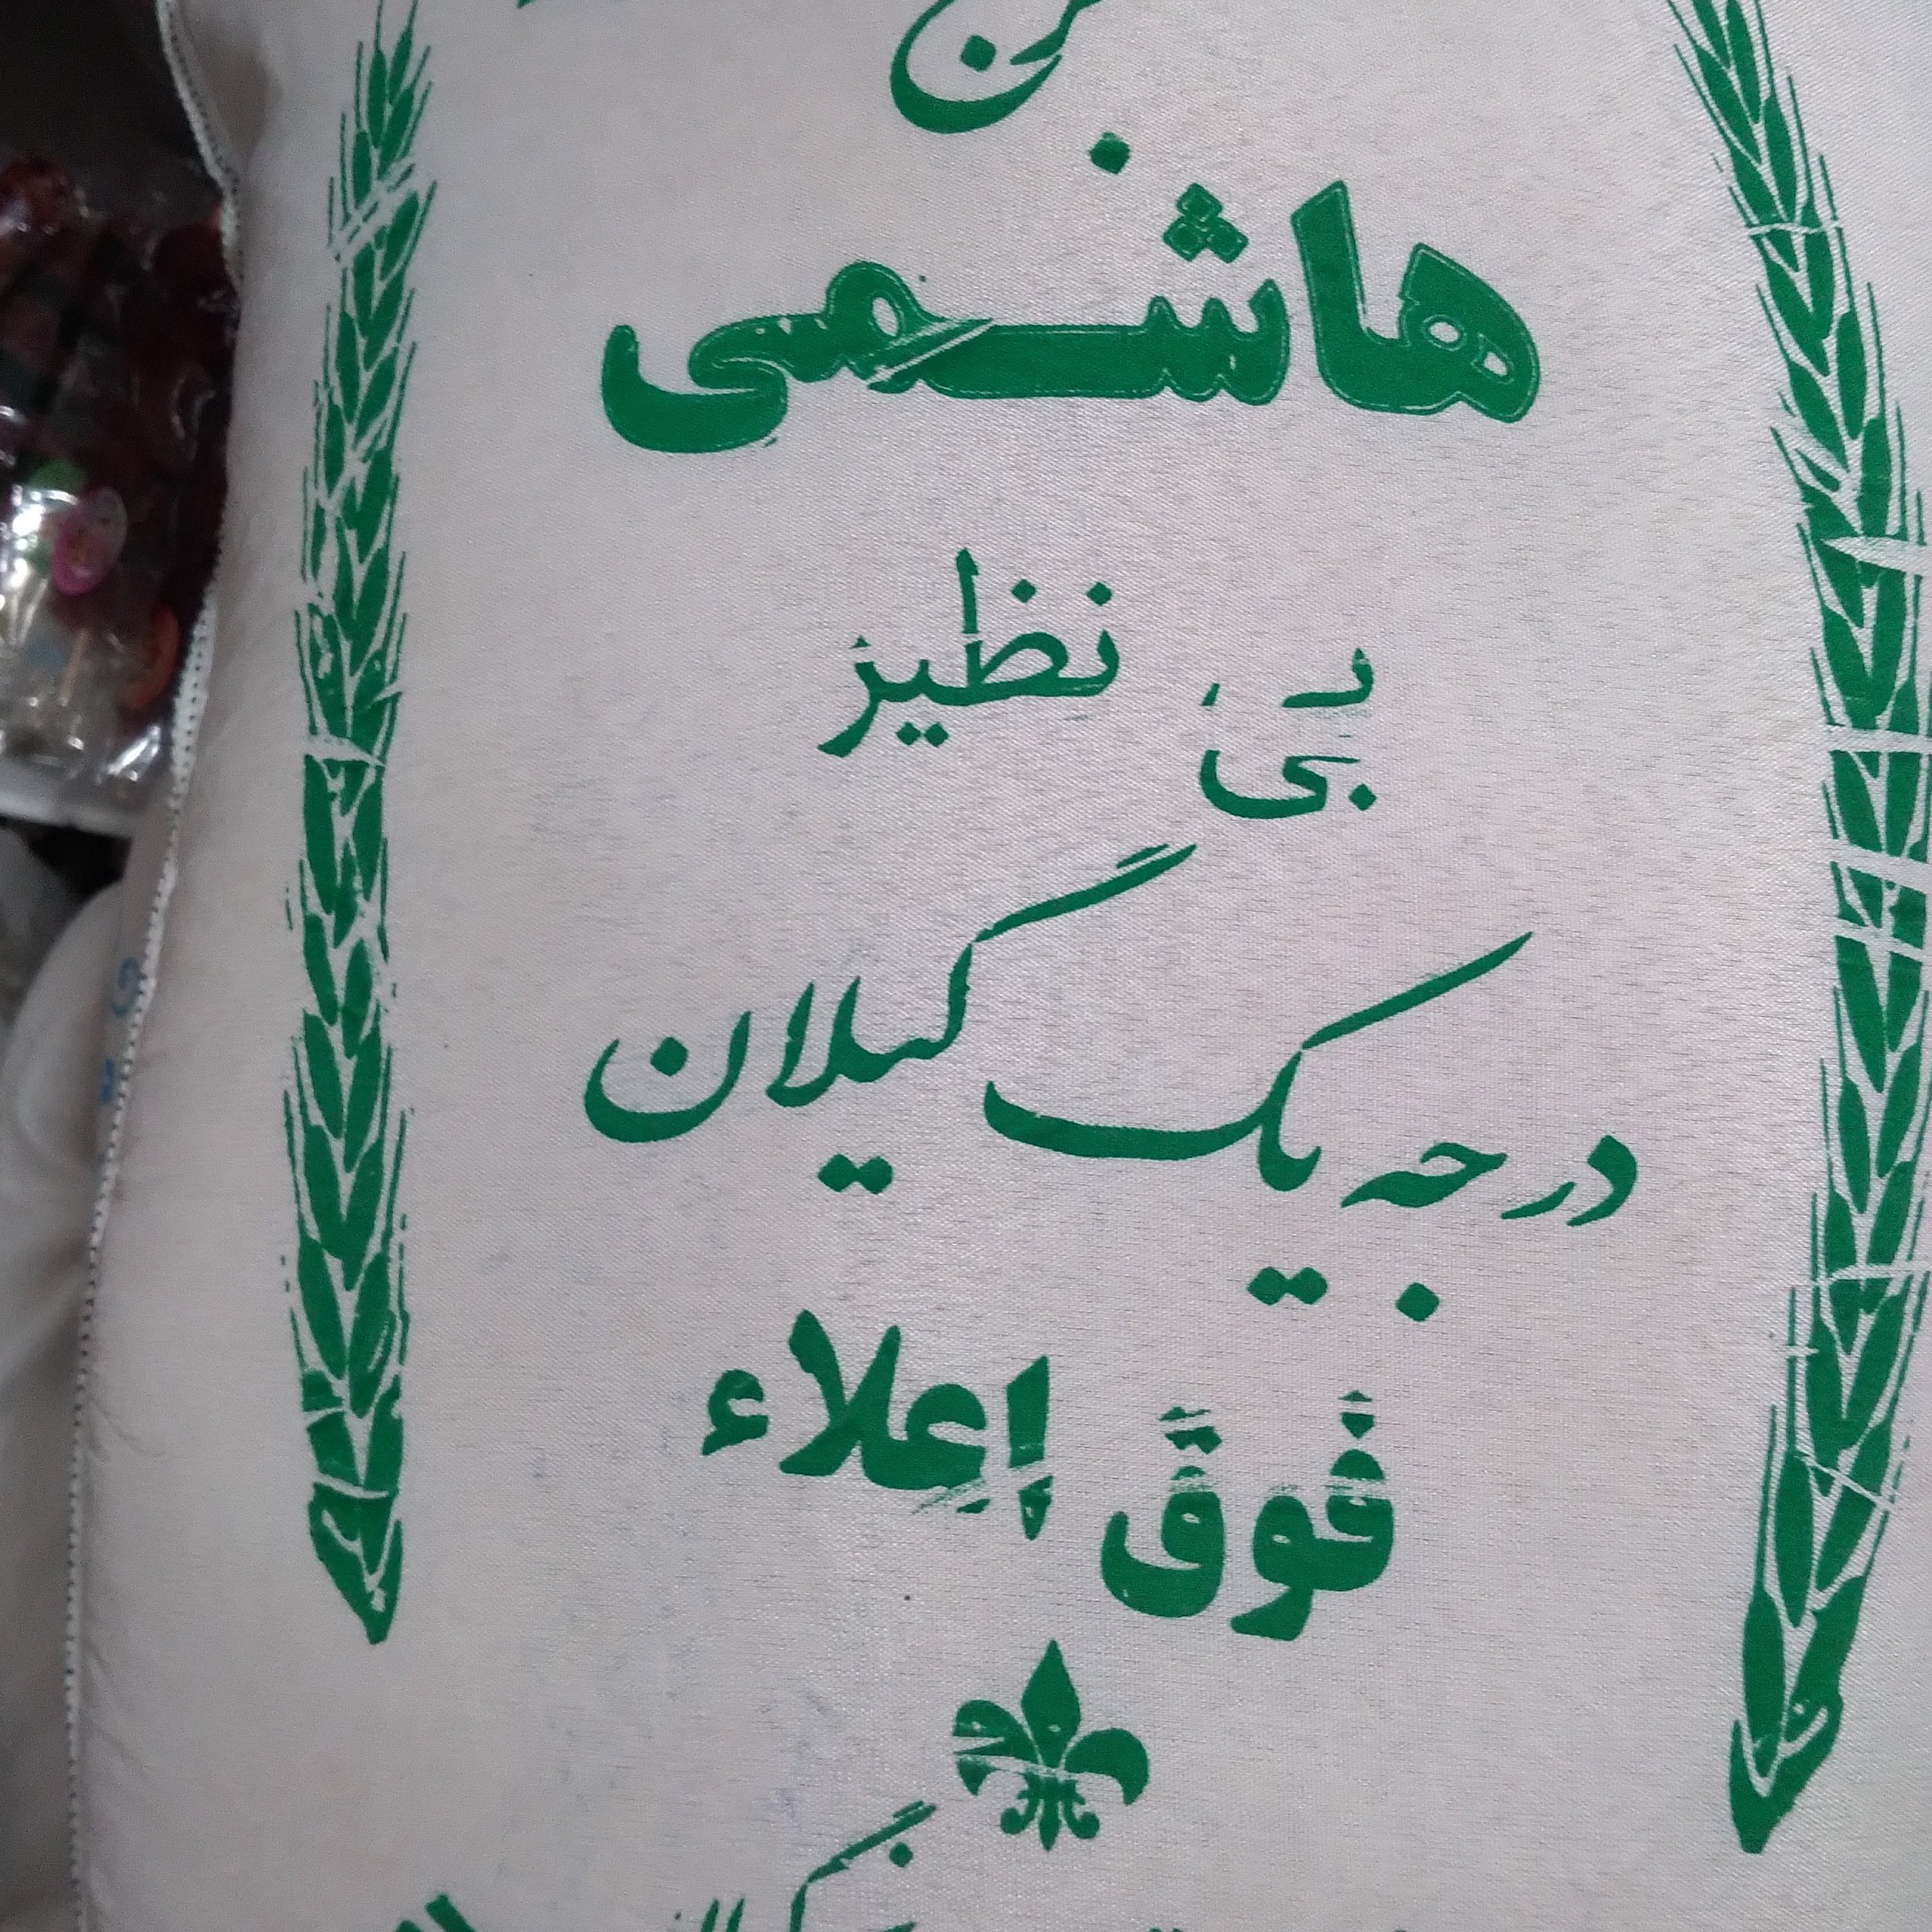 هاشمی
بی نظیر
درجه یک گیلان
فوق اعلاء